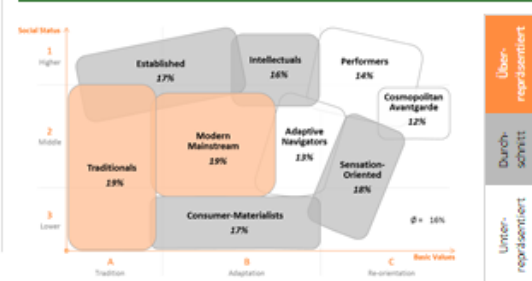 Social Status
1
Higher
2
Middle
3
Lower
Established
17%
Intellectuals
16%
Performers
14%
Cosmopolitan
Avantgarde
12%
Traditionals
19%
Modern
Mainstream
19%
Adaptive
Navigators
13%
Sensation-
Oriented
18%
Consumer-Materialists
17%
Ø = 16%
Basic Values
A
Tradition
B
Adaptation
C
Re-orientation
Über-
repräsentiert
Durch-
schnitt
Unter-
repräsentiert